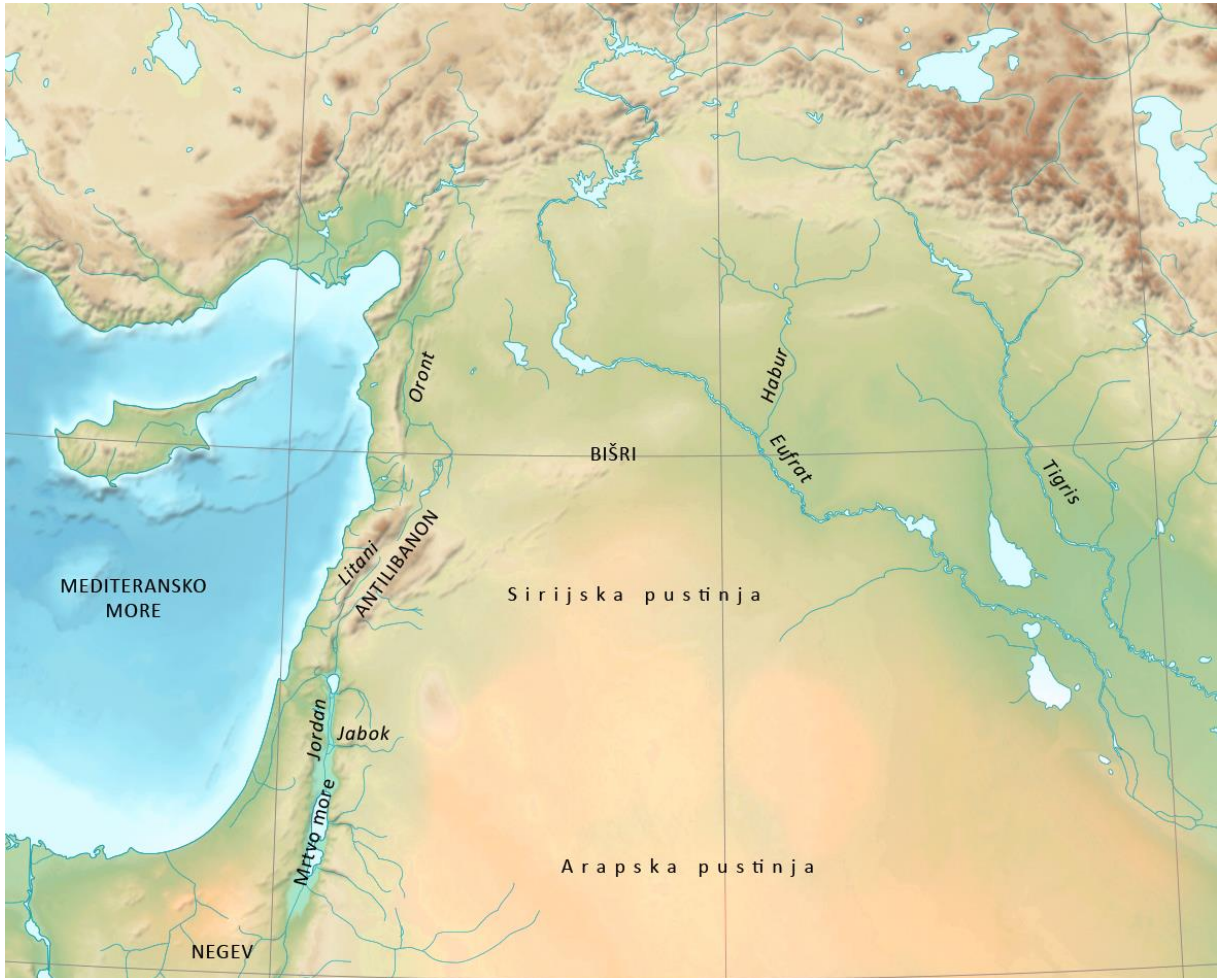 Oront
Habur
BIŠRI
Eufrat
Tigris
Litani
ANTILIBANON
MEDITERANSKO
MORE
Sirijska pustinja
Jordan
Jabok
Mrtvo more
Arapska pustinja
NEGEV